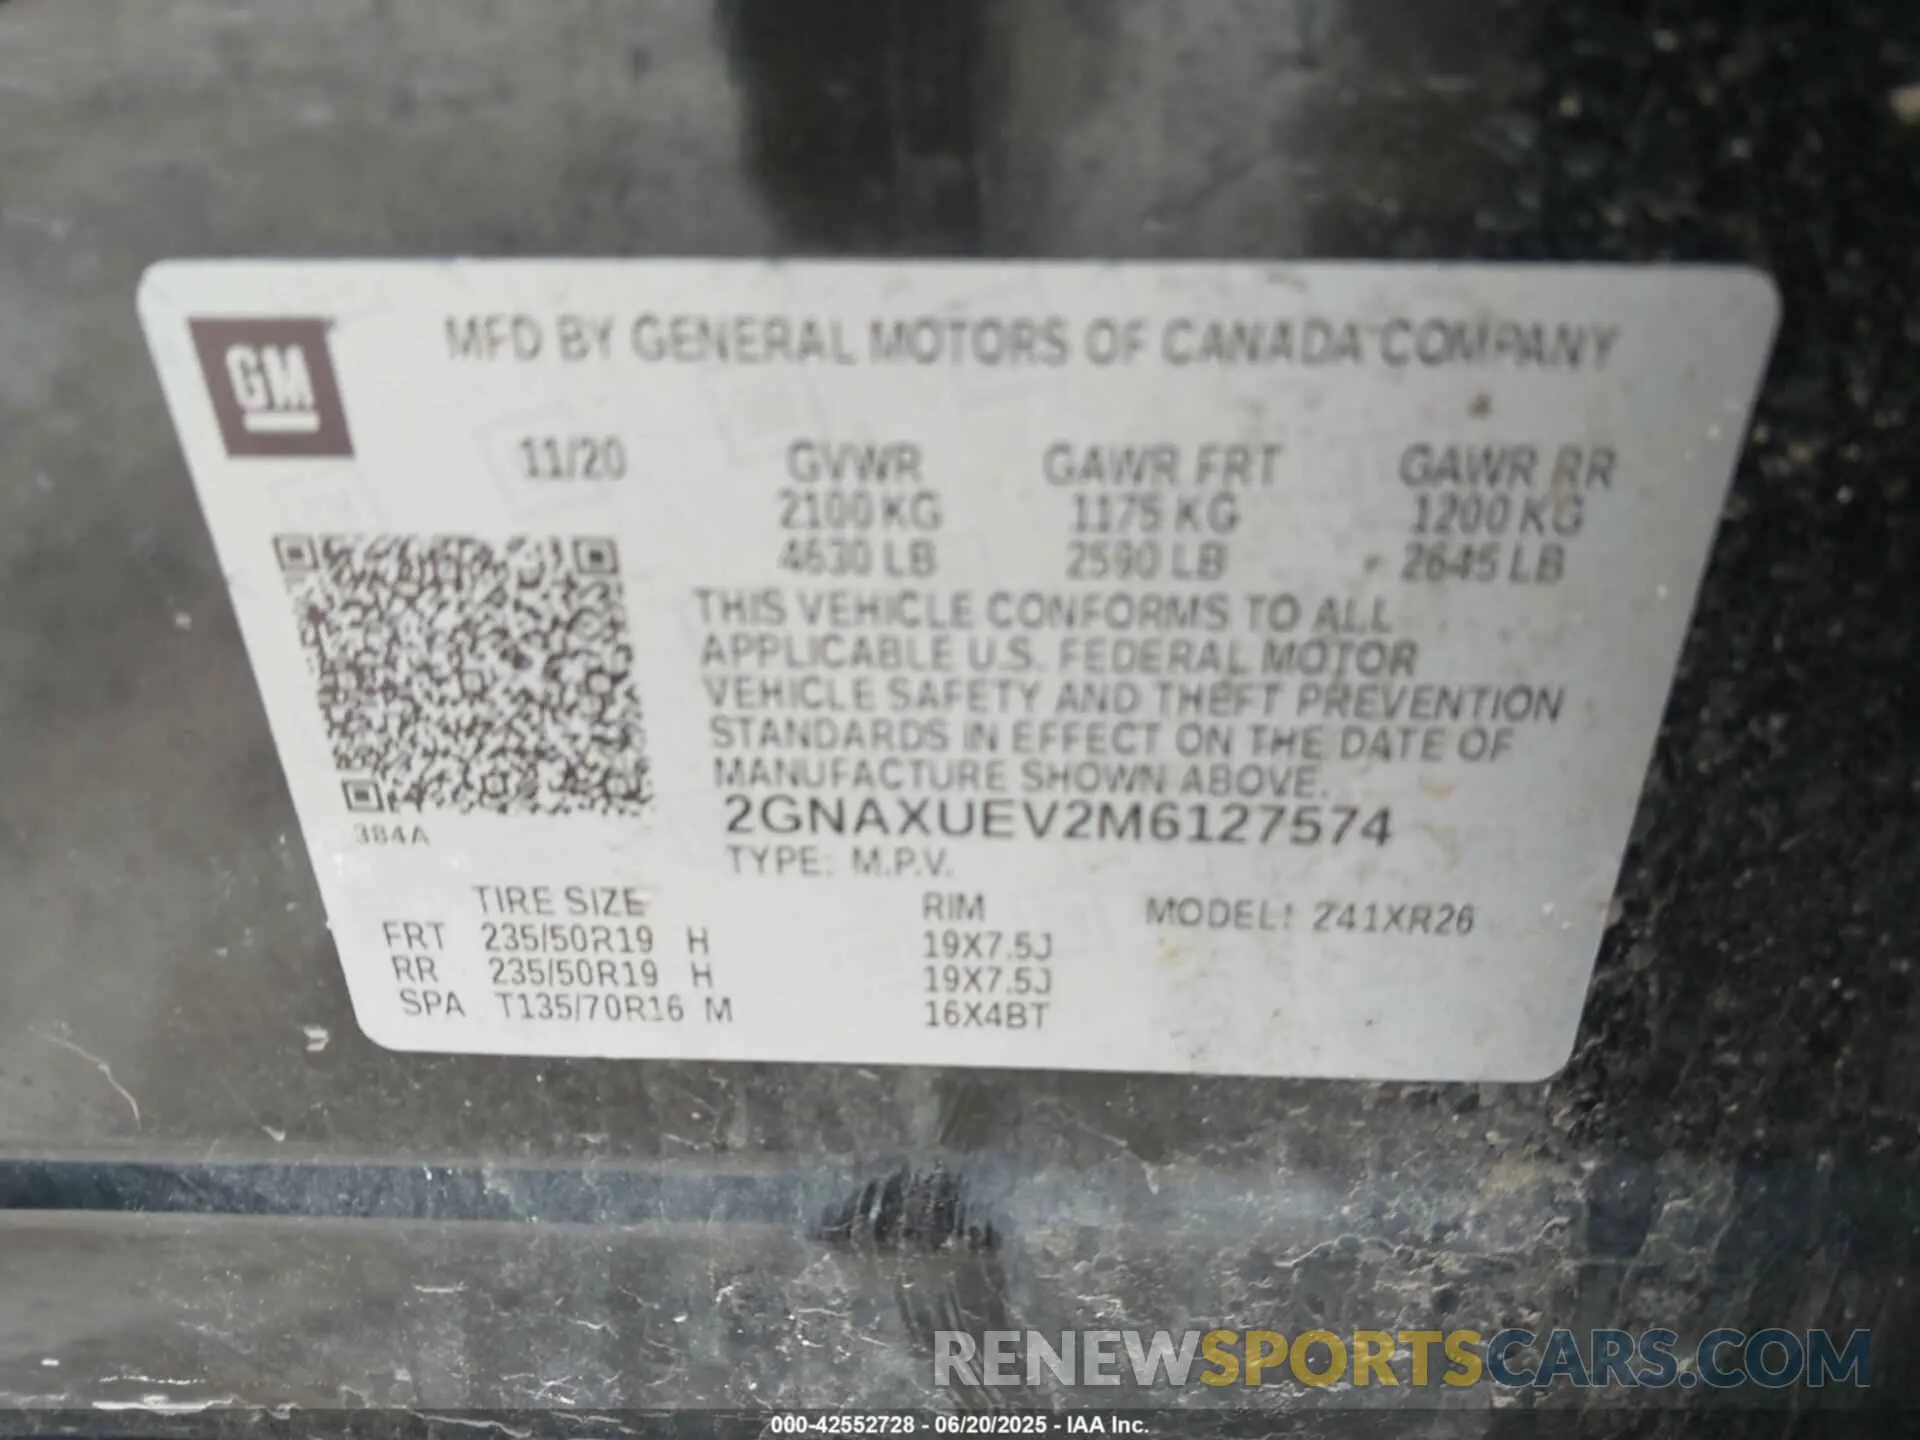 GM
MFD BY GENERAL MOTORS OF CANADA COMPANY
11/20 GVWR GAWR FRT GAWR RR
2100 KG 1175 KG 1200 KG
4630 LB 2590 LB 2645 LB
THIS VEHICLE CONFORMS TO ALL
APPLICABLE U.S. FEDERAL MOTOR
VEHICLE SAFETY AND THEFT PREVENTION
STANDARDS IN EFFECT ON THE DATE OF
MANUFACTURE SHOWN ABOVE.
2GNAXUEV2M6127574
384A
TYPE: M.P.V.
TIRE SIZE RIM MODEL: 241XR26
FRT 235/50R19 H 19X7.5J
RR 235/50R19 H 19X7.5J
SPA T135/70R16 M 16X4BT
RENEWSPORTSCARS.COM
000-42552728 - 06/20/2025 - IAA Inc.